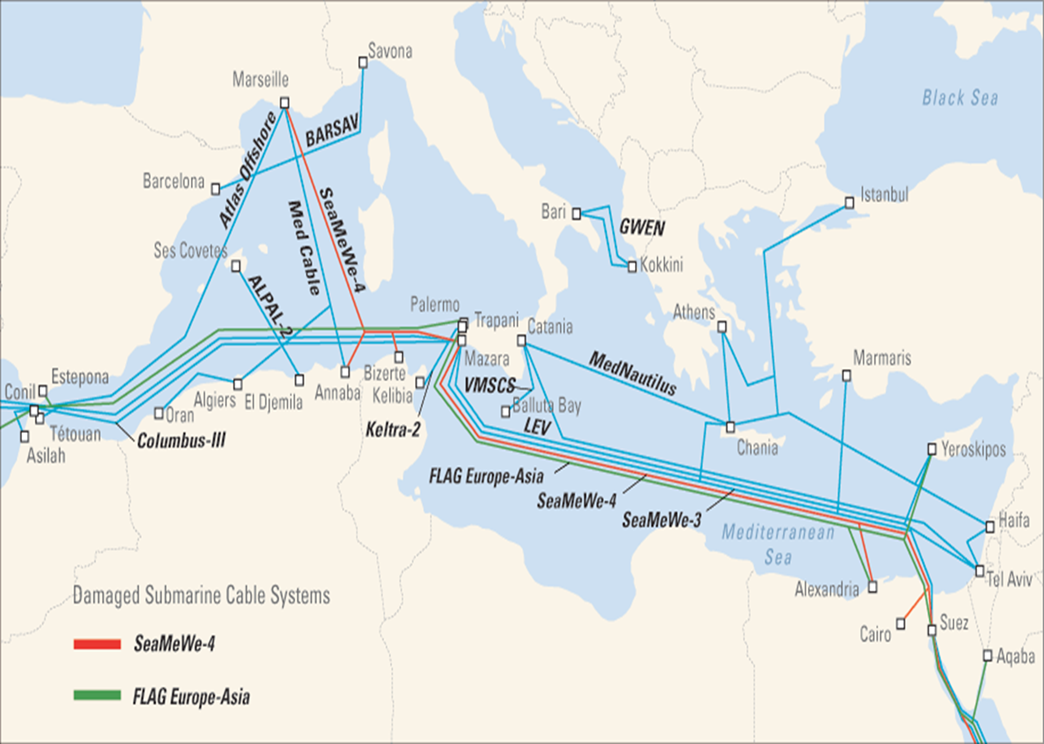 Savona
Marseille
Black Sea
BARSAV
Atlas Offshore
Barcelona
SeaMeWe-4
Istanbul
Med Cable
Bari
GWEN
Ses Covetes
Kokkini
ALPAL-2
Palermo
Trapani
Catania
Athens
Mazara
MedNautilus
Marmaris
Estepona
Conil
Bizerte
Annaba
Kelibia
VMSCS
Algiers
El Djemila
Oran
Balluta Bay
LEV
Tétouan
Columbus-III
Keltra-2
Asilah
Chania
Yeroskipos
FLAG Europe-Asia
SeaMeWe-4
SeaMeWe-3
Haifa
Mediterranean
Sea
Tel Aviv
Alexandria
Damaged Submarine Cable Systems
Cairo
Suez
SeaMeWe-4
Aqaba
FLAG Europe-Asia